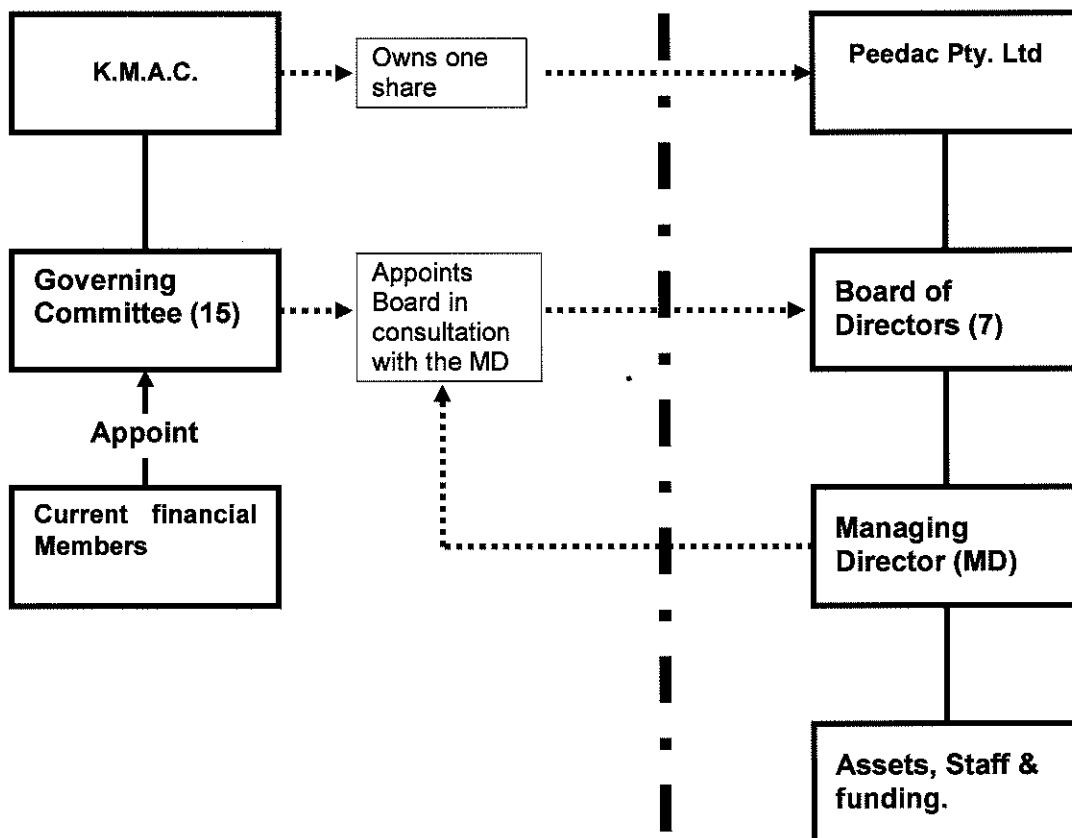 K.M.A.C.
Owns one
share
Peedac Pty. Ltd
Governing
Committee (15)
Appoints
Board in
consultation
with the MD
Board of
Directors (7)
Appoint
Current financial
Members
Managing
Director (MD)
Assets, Staff &
funding.